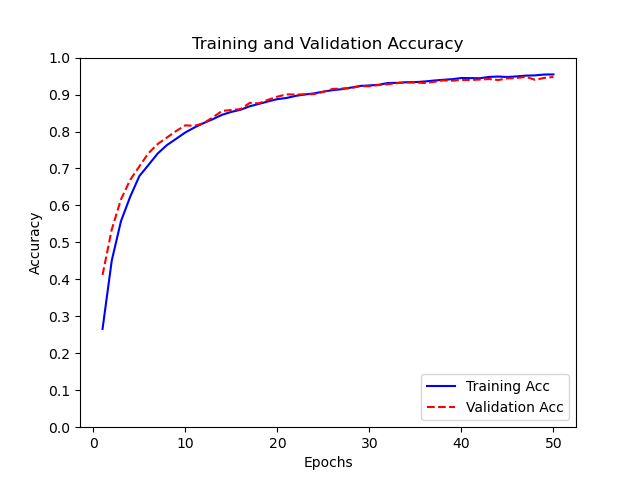 Training and Validation Accuracy
1.0
0.9
0.8
0.7
0.6
0.5
0.4
0.3
0.2
0.1
0.0
Accuracy
0 10 20 30 40 50
Epochs
Training Acc
Validation Acc